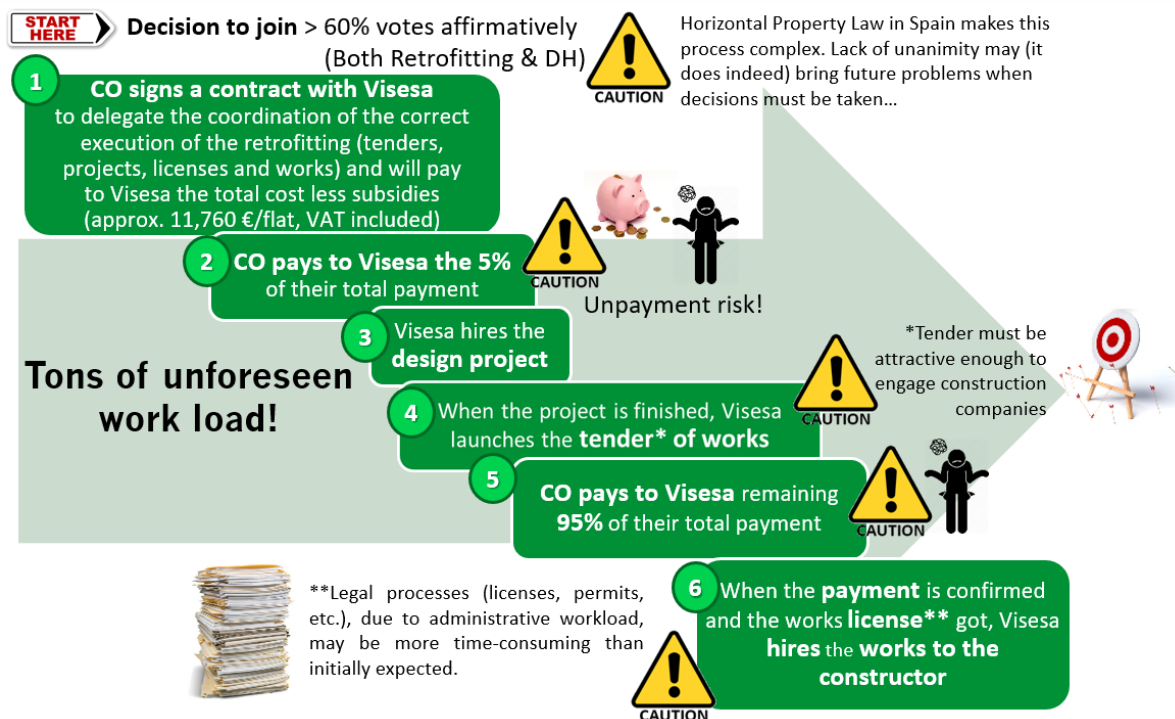 START
HERE
Decision to join > 60% votes affirmatively
(Both Retrofitting & DH)
CAUTION
Horizontal Property Law in Spain makes this
process complex. Lack of unanimity may (it
does indeed) bring future problems when
decisions must be taken…
1
CO signs a contract with Visesa
to delegate the coordination of the correct
execution of the retrofitting (tenders,
projects, licenses and works) and will pay
to Visesa the total cost less subsidies
(approx. 11,760 €/flat, VAT included)
2
CO pays to Visesa the 5%
of their total payment
CAUTION
Unpayment risk!
3
Visesa hires the
design project
Tons of unforeseen
work load!
4
When the project is finished, Visesa
launches the tender* of works
CAUTION
*Tender must be
attractive enough to
engage construction
companies
5
CO pays to Visesa remaining
95% of their total payment
CAUTION
**Legal processes (licenses, permits,
etc.), due to administrative workload,
may be more time-consuming than
initially expected.
6
When the payment is confirmed
and the works license** got, Visesa
hires the works to the
constructor
CAUTION